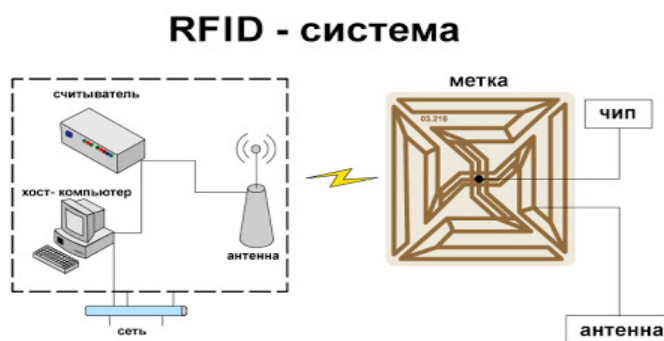 RFID - система
считыватель
хост- компьютер
антенна
сеть
метка
03.216
чип
антенна